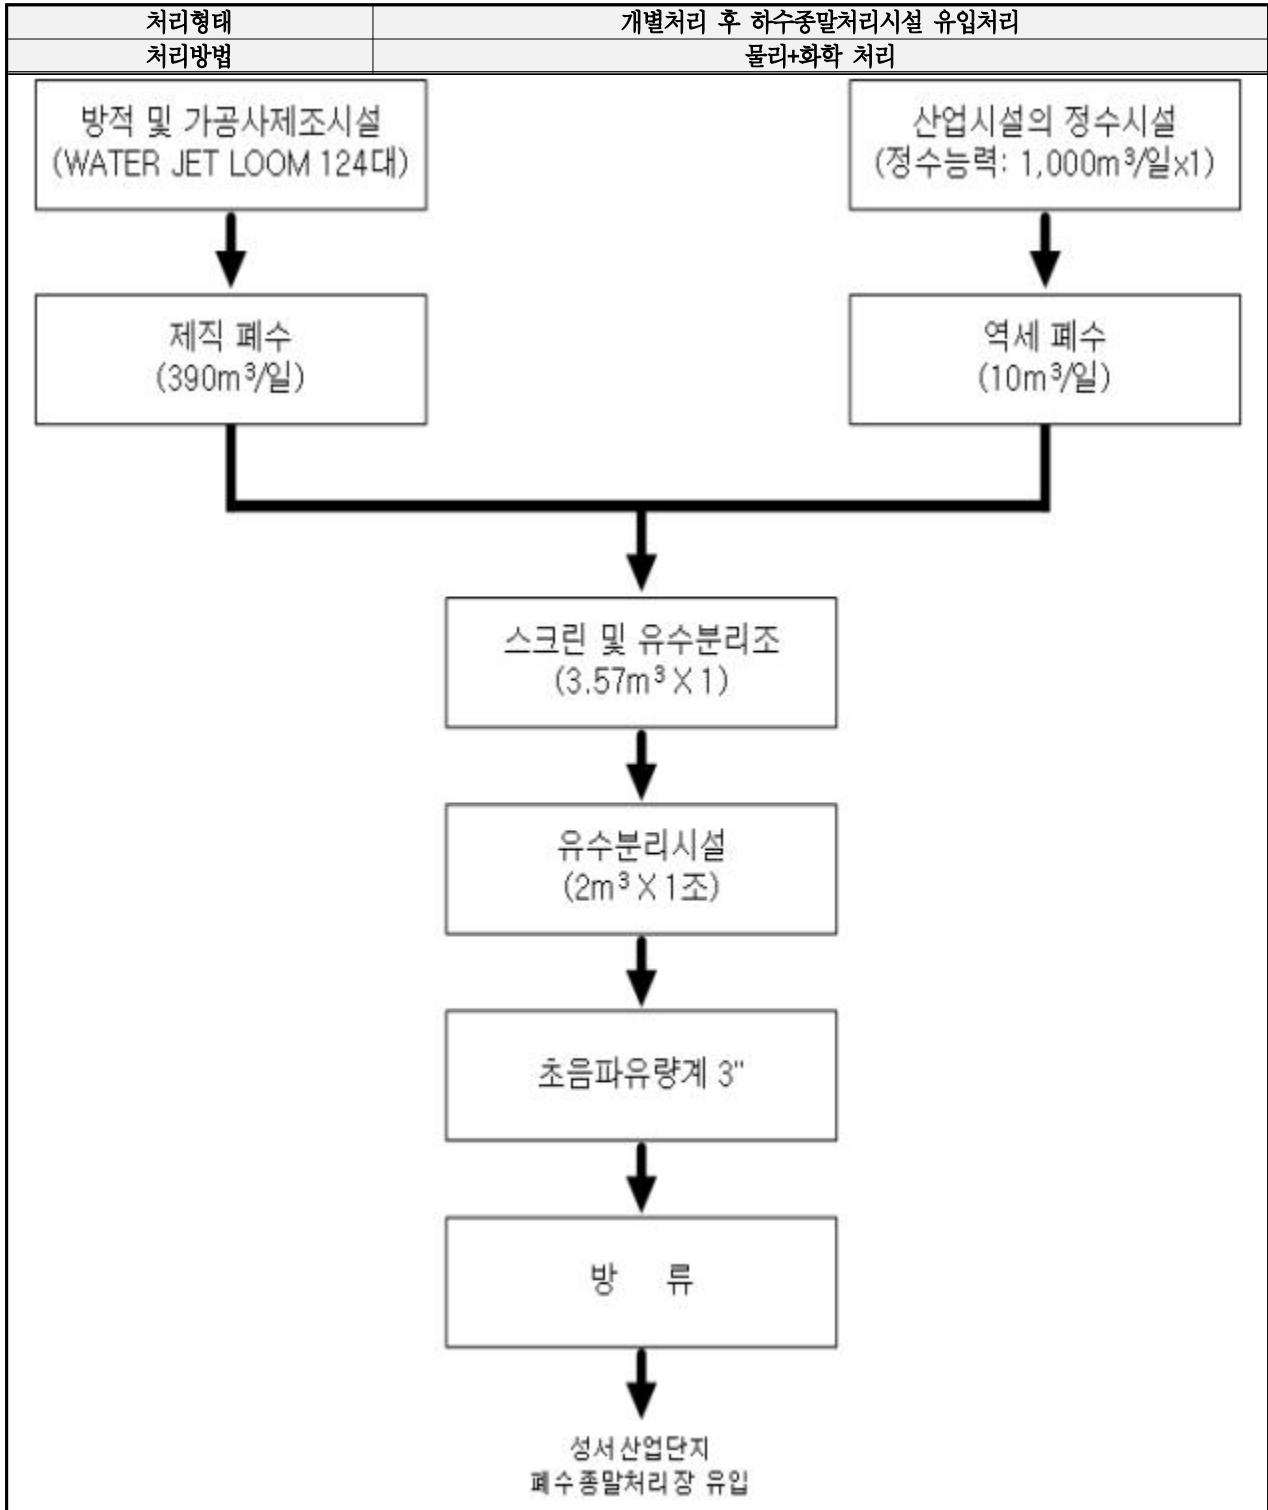 처리형태 개별처리 후 하수종말처리시설 유입처리
처리방법 물리+화학 처리
방적 및 가공사제조시설
(WATER JET LOOM 124대)
산업시설의 정수시설
(정수능력: 1,000m³/일x1)
제직 폐수
(390m³/일)
역세 폐수
(10m³/일)
스크린 및 유수분리조
(3.57m³ X 1)
유수분리시설
(2m³ X 1조)
초음파유량계 3"
방 류
성서산업단지
폐수종말처리장 유입